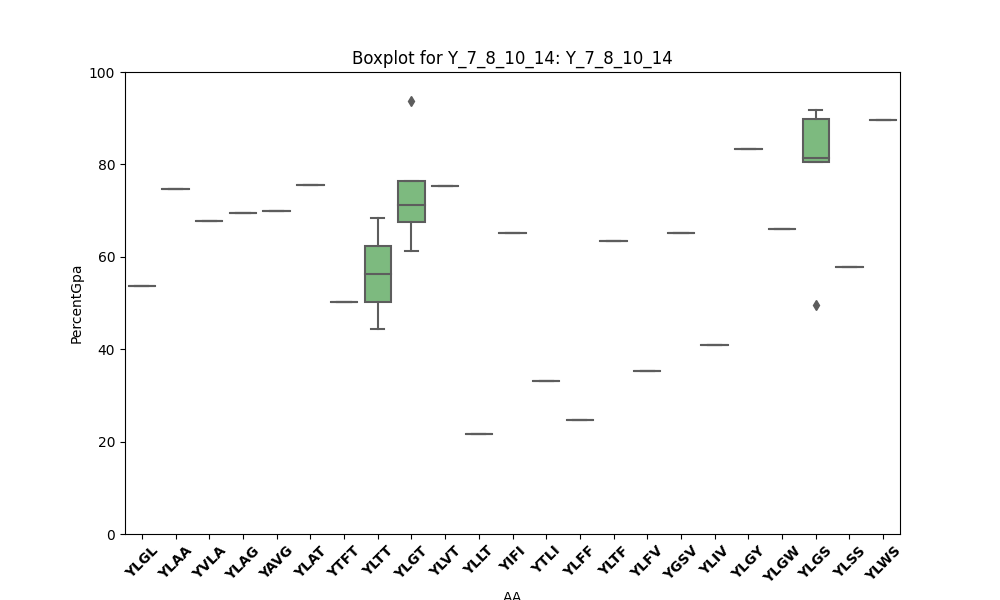 Boxplot for Y_7_8_10_14: Y_7_8_10_14
100
80
60
40
20
0
PercentGpa
YLGL
YLAA
YVLA
YLAG
YAVG
YLAT
YTFT
YLTT
YLGT
YLVT
YLLT
YIFI
YTLI
YLFF
YLTF
YLFV
YGSV
YLIV
YLGY
YLGW
YLGS
YLSS
YLWS
AA